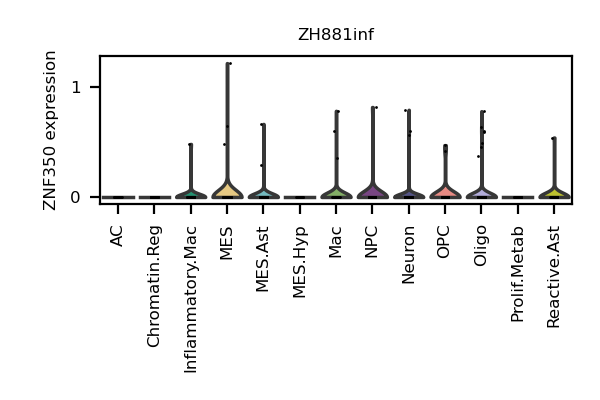 ZH881inf
ZNF350 expression
1
0
AC
Chromatin.Reg
Inflammatory.Mac
MES
MES.Ast
MES.Hyp
Mac
NPC
Neuron
OPC
Oligo
Prolif.Metab
Reactive.Ast